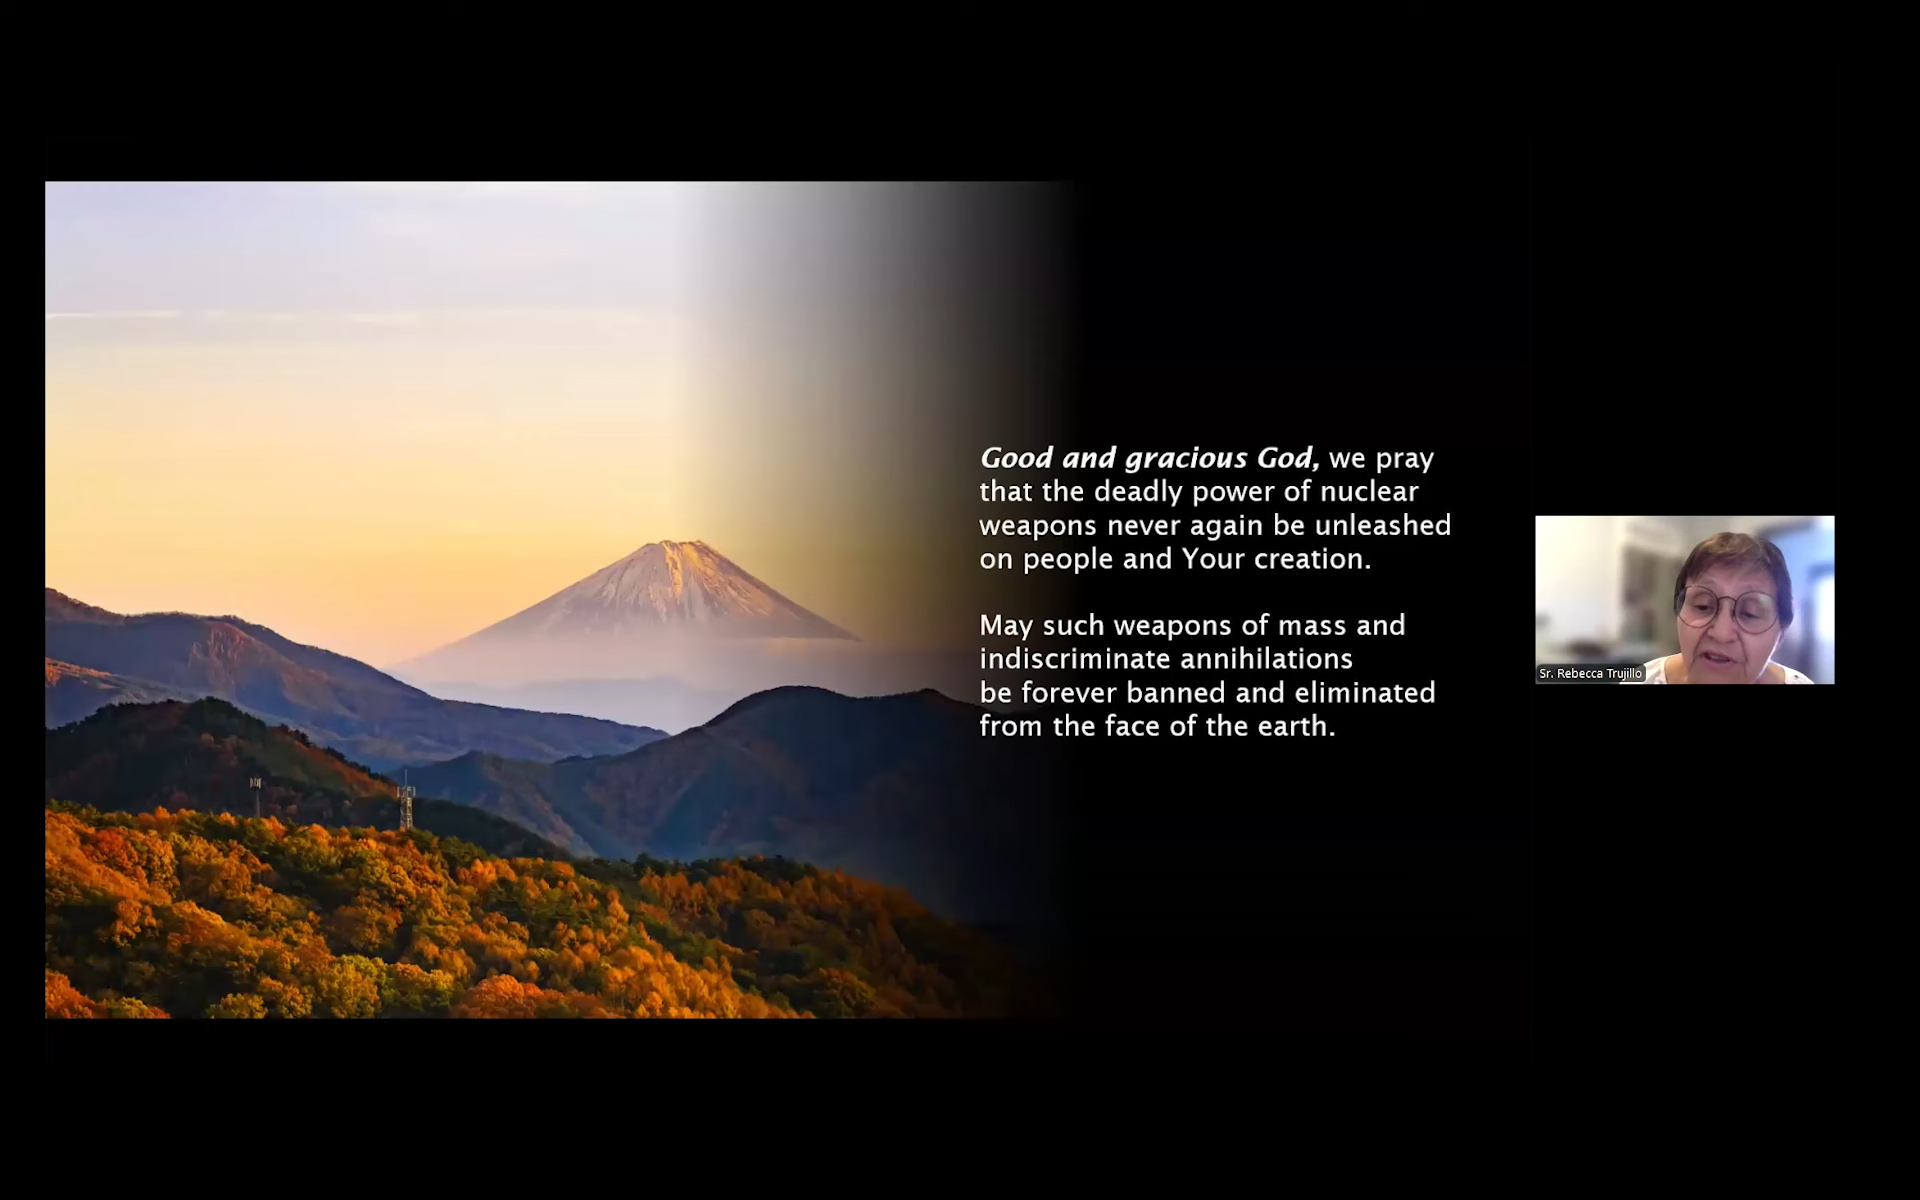 Good and gracious God, we pray
that the deadly power of nuclear
weapons never again be unleashed
on people and Your creation.
May such weapons of mass and
indiscriminate annihilations
be forever banned and eliminated
from the face of the earth.
Sr. Rebecca Trujillo